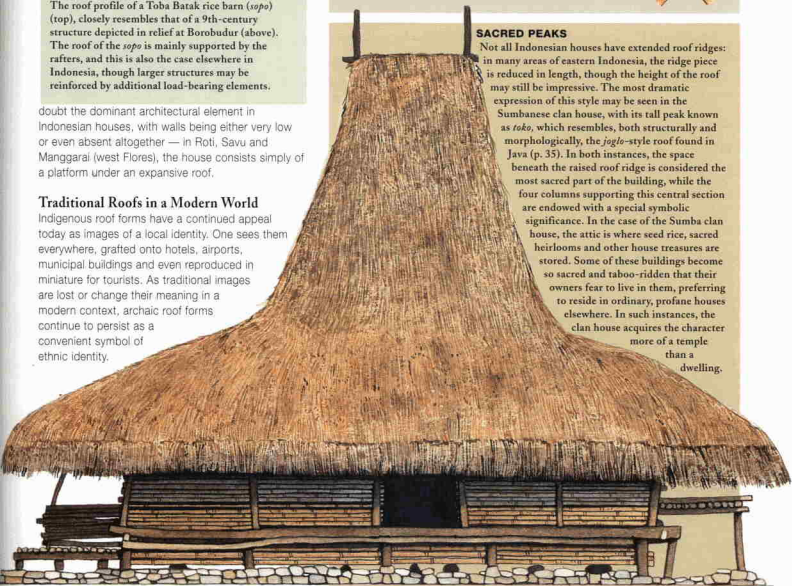 The roof profile of a Toba Batak rice barn (sopo)
(top), closely resembles that of a 9th-century
structure depicted in relief at Borobudur (above).
The roof of the sopo is mainly supported by the
rafters, and this is also the case elsewhere in
Indonesia, though larger structures may be
reinforced by additional load-bearing elements.
doubt the dominant architectural element in
Indonesian houses, with walls being either very low
or even absent altogether — in Roti, Savu and
Manggarai (west Flores), the house consists simply of
a platform under an expansive roof.
Traditional Roofs in a Modern World
Indigenous roof forms have a continued appeal
today as images of a local identity. One sees them
everywhere, grafted onto hotels, airports,
municipal buildings and even reproduced in
miniature for tourists. As traditional images
are lost or change their meaning in a
modern context, archaic roof forms
continue to persist as a
convenient symbol of
ethnic identity.
SACRED PEAKS
Not all Indonesian houses have extended roof ridges:
in many areas of eastern Indonesia, the ridge piece
is reduced in length, though the height of the roof
may still be impressive. The most dramatic
expression of this style may be seen in the
Sumbanese clan house, with its tall peak known
as toko, which resembles, both structurally and
morphologically, the joglo-style roof found in
Java (p. 35). In both instances, the space
beneath the raised roof ridge is considered the
most sacred part of the building, while the
four columns supporting this central section
are endowed with a special symbolic
significance. In the case of the Sumba clan
house, the attic is where seed rice, sacred
heirlooms and other house treasures are
stored. Some of these buildings become
so sacred and taboo-ridden that their
owners fear to live in them, preferring
to reside in ordinary, profane houses
elsewhere. In such instances, the
clan house acquires the character
more of a temple
than a
dwelling.